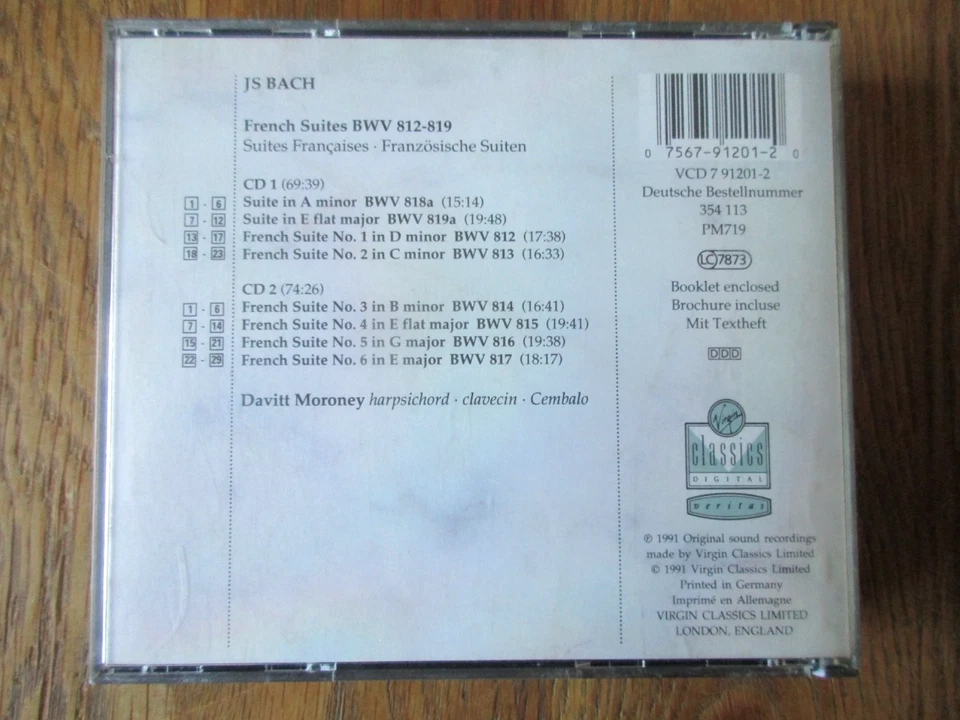 JS BACH
French Suites BWV 812-819
Suites Françaises · Französische Suiten
CD 1 (69:39)
1 - 6 Suite in A minor BWV 818a (15:14)
7 - 12 Suite in E flat major BWV 819a (19:48)
13 - 17 French Suite No. 1 in D minor BWV 812 (17:38)
18 - 23 French Suite No. 2 in C minor BWV 813 (16:33)
CD 2 (74:26)
1 - 6 French Suite No. 3 in B minor BWV 814 (16:41)
7 - 14 French Suite No. 4 in E flat major BWV 815 (19:41)
15 - 21 French Suite No. 5 in G major BWV 816 (19:38)
22 - 29 French Suite No. 6 in E major BWV 817 (18:17)
Davitt Moroney harpsichord · clavecin · Cembalo
0 7567-91201-2 0
VCD 7 91201-2
Deutsche Bestellnummer
354 113
PM719
LC 7873
Booklet enclosed
Brochure incluse
Mit Textheft
DDD
Virgin
classics
DIGITAL
veritas
℗ 1991 Original sound recordings
made by Virgin Classics Limited
© 1991 Virgin Classics Limited
Printed in Germany
Imprimé en Allemagne
VIRGIN CLASSICS LIMITED
LONDON, ENGLAND